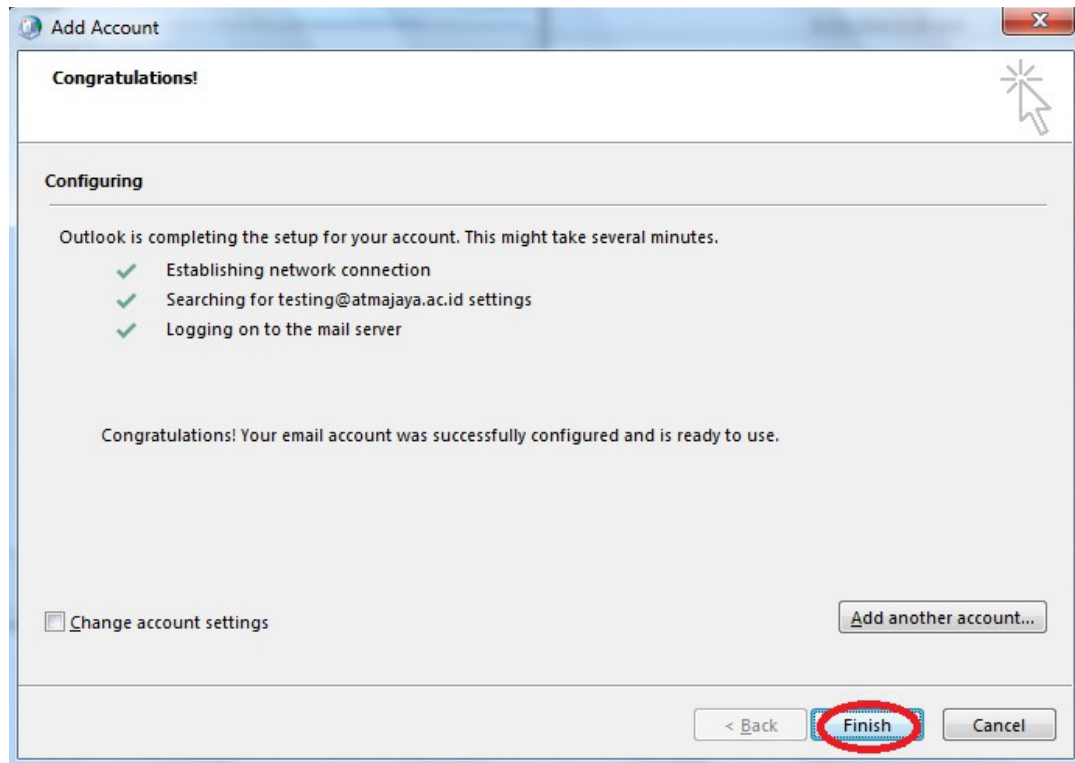 Add Account
Congratulations!
Configuring
Outlook is completing the setup for your account. This might take several minutes.
Establishing network connection
Searching for testing@atmajaya.ac.id settings
Logging on to the mail server
Congratulations! Your email account was successfully configured and is ready to use.
Change account settings
Add another account...
< Back
Finish
Cancel